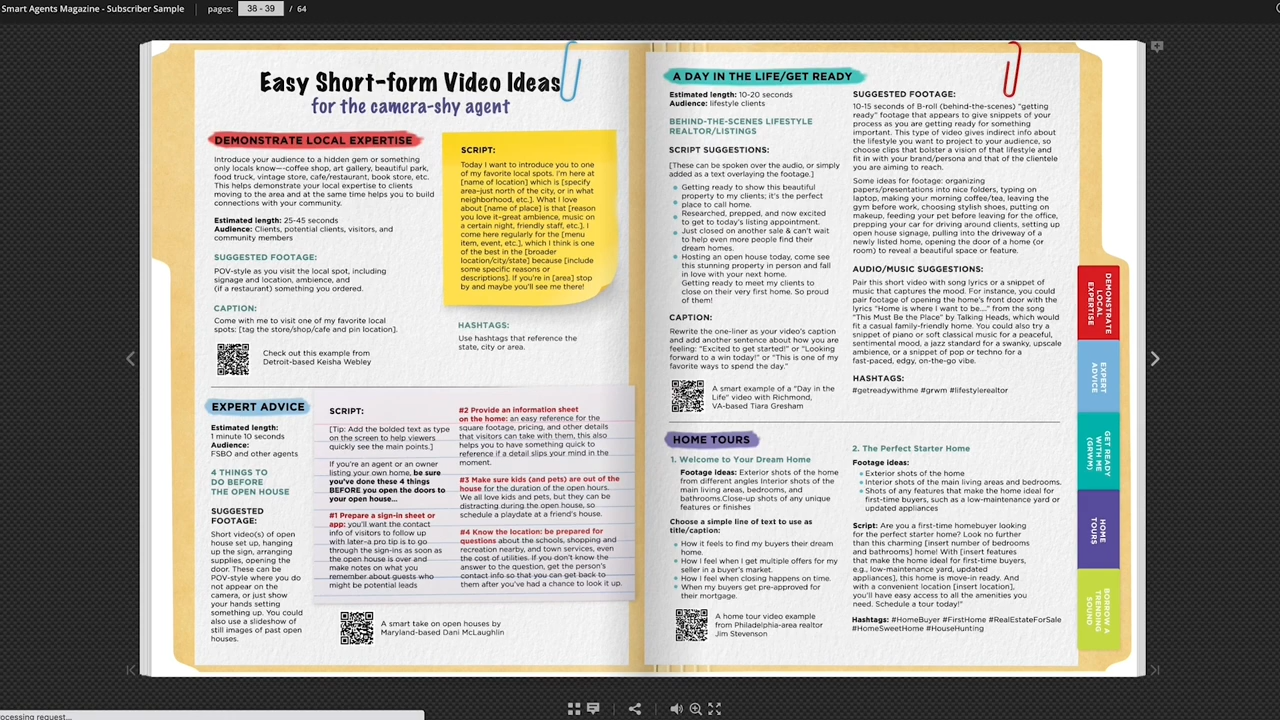 Smart Agents Magazine - Subscriber Sample
pages:
38 - 39
/ 64
Easy Short-form Video Ideas
for the camera-shy agent
DEMONSTRATE LOCAL EXPERTISE
Introduce your audience to a hidden gem or something
only locals know—-coffee shop, art gallery, beautiful park,
food truck, vintage store, cafe/restaurant, book store, etc.
This helps demonstrate your local expertise to clients
moving to the area and at the same time helps you to build
connections with your community.
Estimated length: 25-45 seconds
Audience: Clients, potential clients, visitors, and
community members
SUGGESTED FOOTAGE:
POV-style as you visit the local spot, including
signage and location, ambience, and
(if a restaurant) something you ordered.
CAPTION:
Come with me to visit one of my favorite local
spots: [tag the store/shop/cafe and pin location].
Check out this example from
Detroit-based Keisha Webley
SCRIPT:
Today I want to introduce you to one
of my favorite local spots. I'm here at
[name of location] which is [specify
area–just north of the city, or in what
neighborhood, etc.]. What I love
about [name of place] is that [reason
you love it–great ambience, music on
a certain night, friendly staff, etc.]. I
come here regularly for the [menu
item, event, etc.], which I think is one
of the best in the [broader
location/city/state] because [include
some specific reasons or
descriptions]. If you're in [area] stop
by and maybe you'll see me there!
HASHTAGS:
Use hashtags that reference the
state, city or area.
EXPERT ADVICE
Estimated length:
1 minute 10 seconds
Audience:
FSBO and other agents
4 THINGS TO
DO BEFORE
THE OPEN HOUSE
SUGGESTED
FOOTAGE:
Short video(s) of open
house set up, hanging
up the sign, arranging
supplies, opening the
door. These can be
POV-style where you do
not appear on the
camera, or just show
your hands setting
something up. You could
also use a slideshow of
still images of past open
houses.
SCRIPT:
[Tip: Add the bolded text as type
on the screen to help viewers
quickly see the main points.]
If you're an agent or an owner
listing your own home, be sure
you've done these 4 things
BEFORE you open the doors to
your open house...
#1 Prepare a sign-in sheet or
app: you'll want the contact
info of visitors to follow up
with later–a pro tip is to go
through the sign-ins as soon as
the open house is over and
make notes on what you
remember about guests who
might be potential leads
#2 Provide an information sheet
on the home: an easy reference for the
square footage, pricing, and other details
that visitors can take with them, this also
helps you to have something quick to
reference if a detail slips your mind in the
moment.
#3 Make sure kids (and pets) are out of the
house for the duration of the open hours.
We all love kids and pets, but they can be
distracting during the open house, so
schedule a playdate at a friend's house.
#4 Know the location: be prepared for
questions about the schools, shopping and
recreation nearby, and town services, even
the cost of utilities. If you don't know the
answer to the question, get the person's
contact info so that you can get back to
them after you've had a chance to look it up.
A smart take on open houses by
Maryland-based Dani McLaughlin
A DAY IN THE LIFE/GET READY
Estimated length: 10-20 seconds
Audience: lifestyle clients
BEHIND-THE-SCENES LIFESTYLE
REALTOR/LISTINGS
SCRIPT SUGGESTIONS:
[These can be spoken over the audio, or simply
added as a text overlaying the footage.]
Getting ready to show this beautiful
property to my clients; it's the perfect
place to call home.
Researched, prepped, and now excited
to get to today's listing appointment.
Just closed on another sale & can't wait
to help even more people find their
dream homes.
Hosting an open house today, come see
this stunning property in person and fall
in love with your next home.
Getting ready to meet my clients to
close on their very first home. So proud
of them!
CAPTION:
Rewrite the one-liner as your video's caption
and add another sentence about how you are
feeling: "Excited to get started!" or "Looking
forward to a win today!" or "This is one of my
favorite ways to spend the day."
A smart example of a "Day in the
Life" video with Richmond,
VA-based Tiara Gresham
SUGGESTED FOOTAGE:
10-15 seconds of B-roll (behind-the-scenes) "getting
ready" footage that appears to give snippets of your
process as you are getting ready for something
important. This type of video gives indirect info about
the lifestyle you want to project to your audience, so
choose clips that bolster a vision of that lifestyle and
fit in with your brand/persona and that of the clientele
you are aiming to reach.
Some ideas for footage: organizing
papers/presentations into nice folders, typing on
laptop, making your morning coffee/tea, leaving the
gym before work, choosing stylish shoes, putting on
makeup, feeding your pet before leaving for the office,
prepping your car for driving around clients, setting up
open house signage, pulling into the driveway of a
newly listed home, opening the door of a home (or
room) to reveal a beautiful space or feature.
AUDIO/MUSIC SUGGESTIONS:
Pair this short video with song lyrics or a snippet of
music that captures the mood. For instance, you could
pair footage of opening the home's front door with the
lyrics "Home is where I want to be...." from the song
"This Must Be the Place" by Talking Heads, which would
fit a casual family-friendly home. You could also try a
snippet of piano or soft classical music for a peaceful,
sentimental mood, a jazz standard for a swanky, upscale
ambience, or a snippet of pop or techno for a
fast-paced, edgy, on-the-go vibe.
HASHTAGS:
#getreadywithme #grwm #lifestylerealtor
HOME TOURS
1. Welcome to Your Dream Home
Footage ideas: Exterior shots of the home
from different angles Interior shots of the
main living areas, bedrooms, and
bathrooms.Close-up shots of any unique
features or finishes
Choose a simple line of text to use as
title/caption:
How it feels to find my buyers their dream
home.
How I feel when I get multiple offers for my
seller in a buyer's market.
How I feel when closing happens on time.
When my buyers get pre-approved for
their mortgage.
A home tour video example
from Philadelphia-area realtor
Jim Stevenson
2. The Perfect Starter Home
Footage ideas:
Exterior shots of the home
Interior shots of the main living areas and bedrooms.
Shots of any features that make the home ideal for
first-time buyers, such as a low-maintenance yard or
updated appliances
Script: Are you a first-time homebuyer looking
for the perfect starter home? Look no further
than this charming [insert number of bedrooms
and bathrooms] home! With [insert features
that make the home ideal for first-time buyers,
e.g., low-maintenance yard, updated
appliances], this home is move-in ready. And
with a convenient location [insert location],
you'll have easy access to all the amenities you
need. Schedule a tour today!"
Hashtags: #HomeBuyer #FirstHome #RealEstateForSale
#HomeSweetHome #HouseHunting
DEMONSTRATE
LOCAL
EXPERTISE
EXPERT
ADVICE
GET READY
WITH ME
(GRWM)
HOME
TOURS
BORROW A
TRENDING
SOUND
ocessing request...